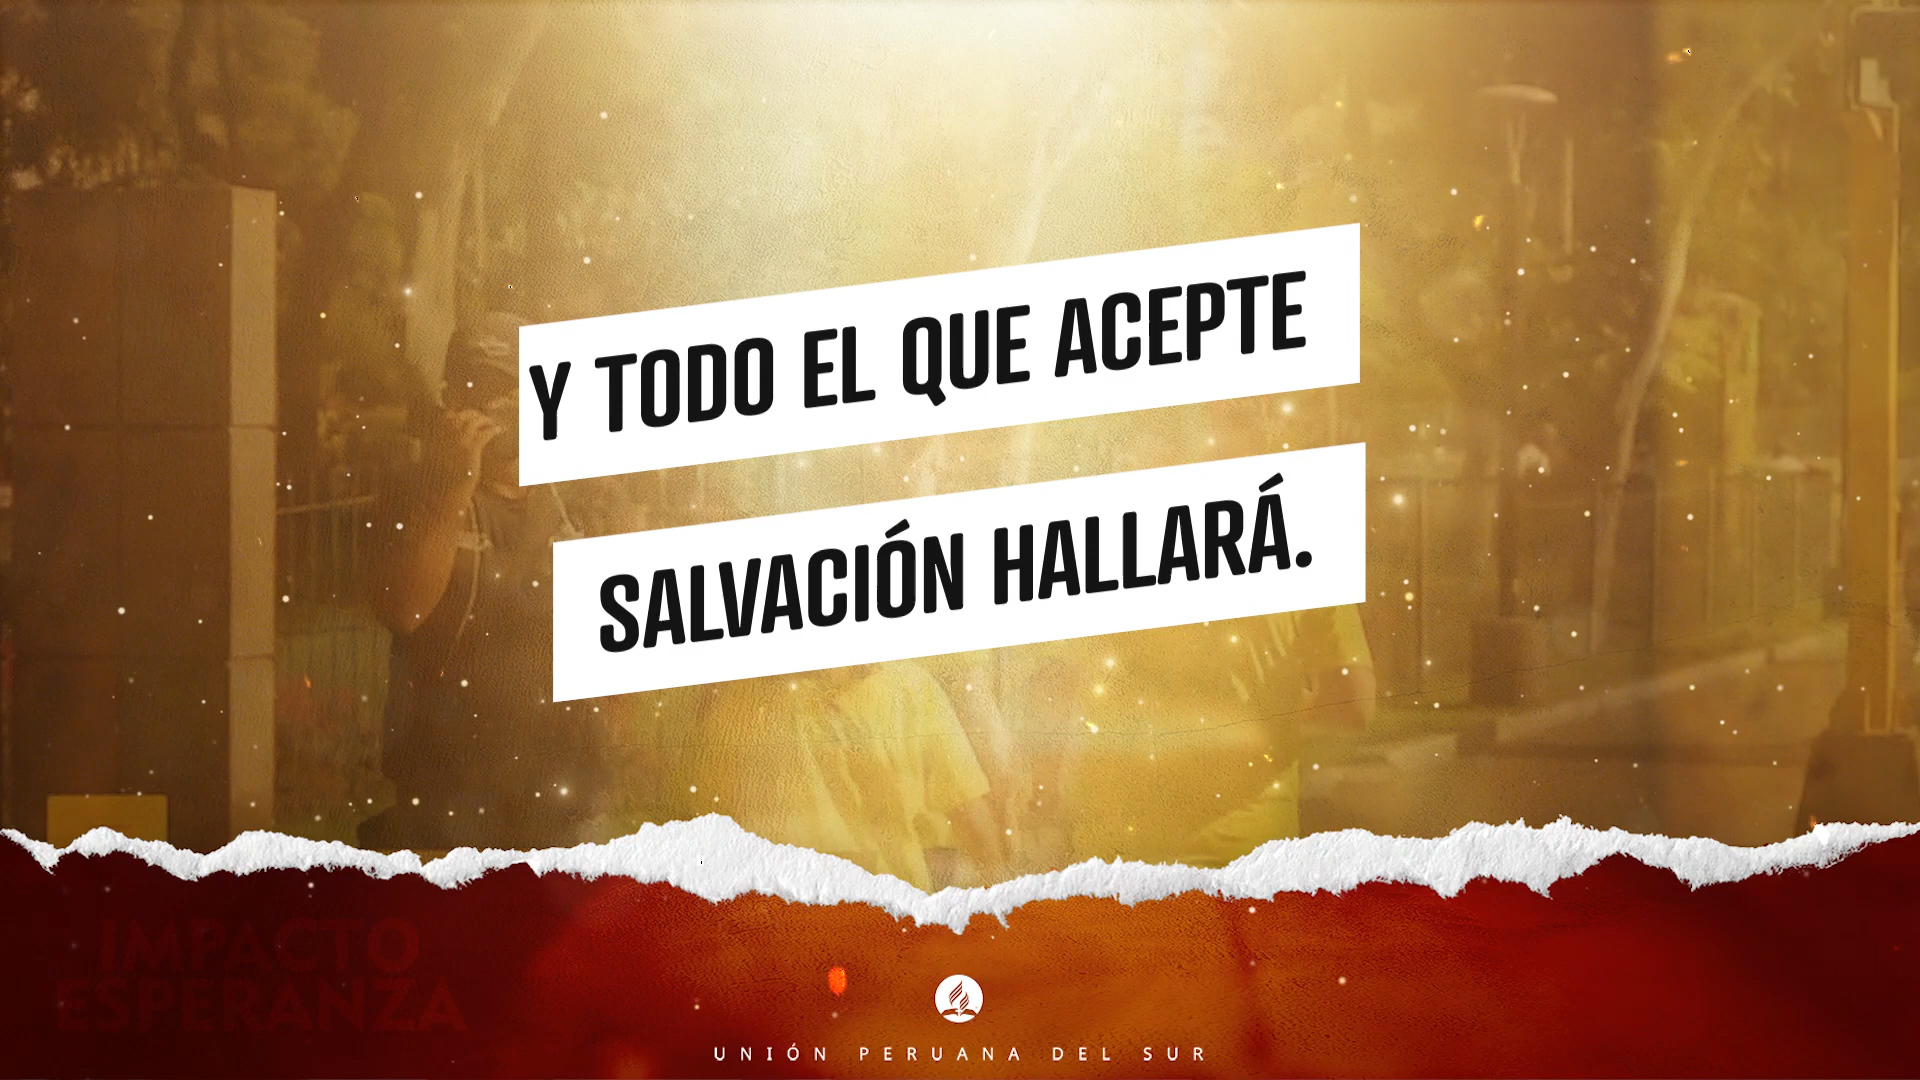 Y TODO EL QUE ACEPTE
SALVACIÓN HALLARÁ.
IMPACTO
ESPERANZA
UNIÓN PERUANA DEL SUR